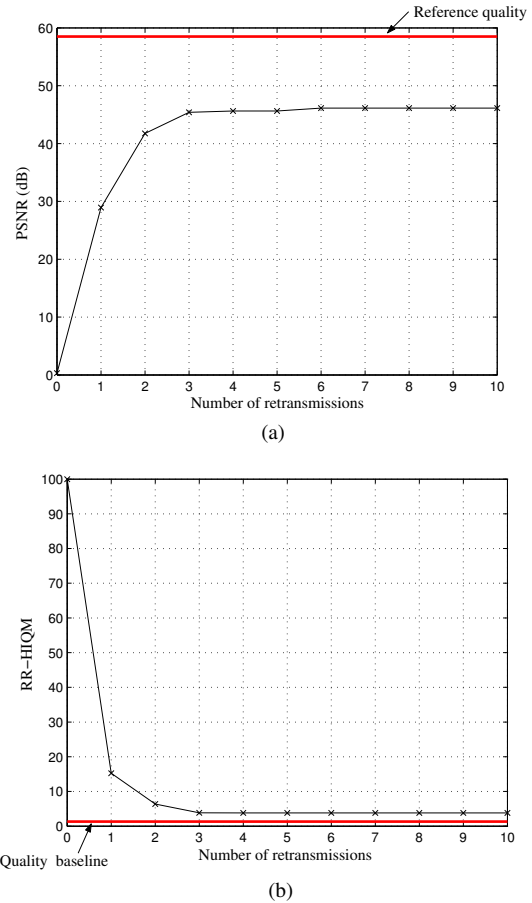 Reference quality
60
50
40
30
20
10
0
PSNR (dB)
0 1 2 3 4 5 6 7 8 9 10
Number of retransmissions
(a)
100
90
80
70
60
50
40
30
20
10
0
RR−HIQM
0 1 2 3 4 5 6 7 8 9 10
Quality baseline
Number of retransmissions
(b)